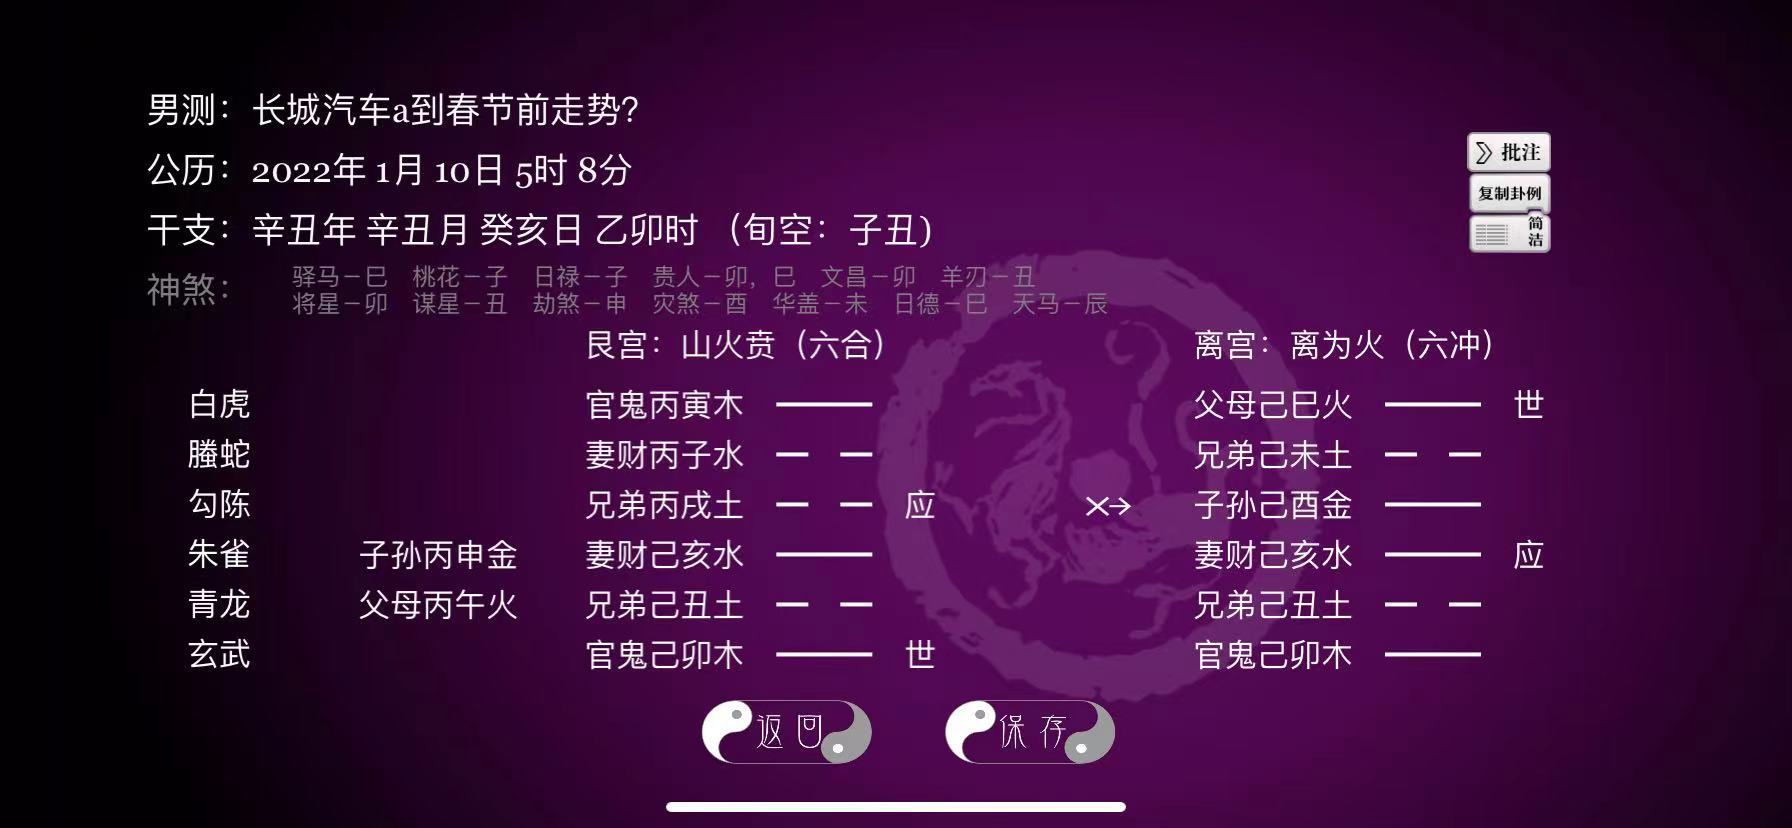 男测：长城汽车a到春节前走势？
公历：2022年 1月 10日 5时 8分
干支：辛丑年 辛丑月 癸亥日 乙卯时 （旬空：子丑）
神煞： 驿马－巳 桃花－子 日禄－子 贵人－卯，巳 文昌－卯 羊刃－丑
将星－卯 谋星－丑 劫煞－申 灾煞－酉 华盖－未 日德－巳 天马－辰
批注
复制卦例
简洁
艮宫：山火贲（六合） 离宫：离为火（六冲）
白虎 官鬼丙寅木 父母己巳火 世
螣蛇 妻财丙子水 兄弟己未土
勾陈 兄弟丙戌土 应 ×→ 子孙己酉金
朱雀 子孙丙申金 妻财己亥水 妻财己亥水 应
青龙 父母丙午火 兄弟己丑土 兄弟己丑土
玄武 官鬼己卯木 世 官鬼己卯木
返回 保存